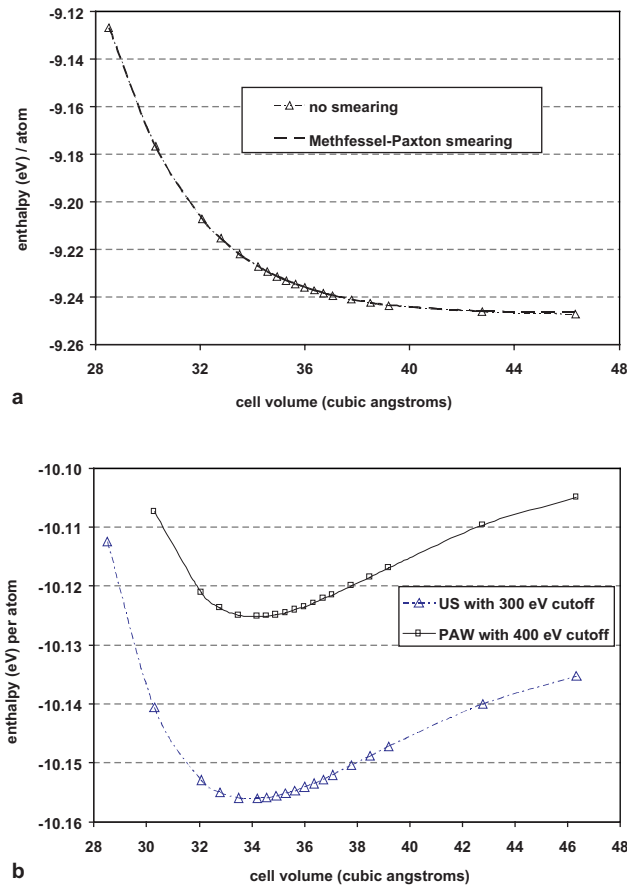 -9.12
-9.14
-9.16
-9.18
-9.20
-9.22
-9.24
-9.26
enthalpy (eV) / atom
no smearing
Methfessel-Paxton smearing
28 32 36 40 44 48
cell volume (cubic angstroms)
a
-10.10
-10.11
-10.12
-10.13
-10.14
-10.15
-10.16
enthalpy (eV) per atom
US with 300 eV cutoff
PAW with 400 eV cutoff
28 30 32 34 36 38 40 42 44 46 48
cell volume (cubic angstroms)
b